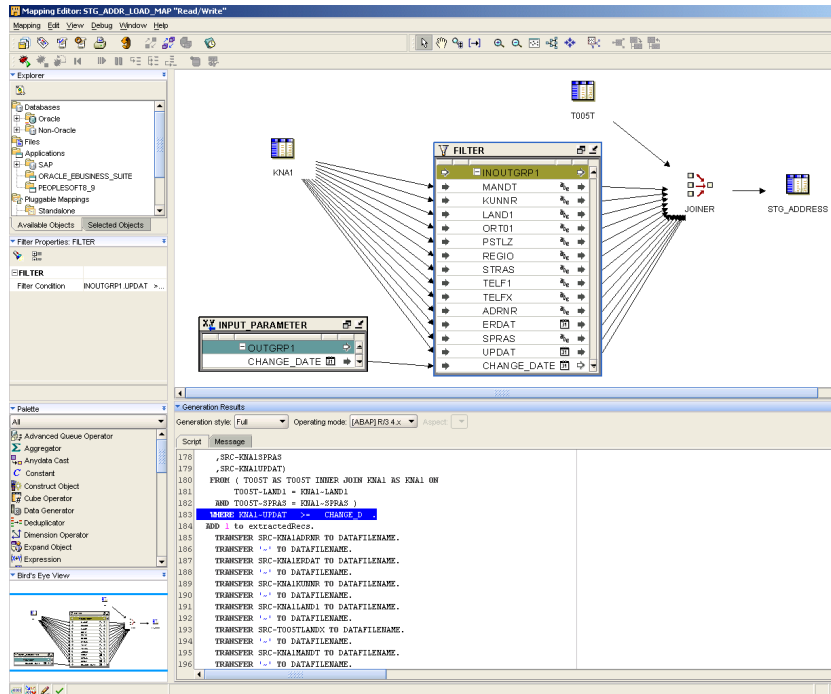 Mapping Editor: STG_ADDR_LOAD_MAP "Read/Write"
Mapping Edit View Debug Window Help
Explorer
Databases
Oracle
Non-Oracle
Files
Applications
SAP
ORACLE_EBUSINESS_SUITE
PEOPLESOFT8_9
Pluggable Mappings
Standalone
Available Objects Selected Objects
Filter Properties: FILTER
FILTER
Filter Condition INOUTGRP1.UPDAT >...
KNA1
T005T
FILTER
INOUTGRP1
MANDT
KUNNR
LAND1
ORT01
PSTLZ
REGIO
STRAS
TELF1
TELFX
ADRNR
ERDAT
SPRAS
UPDAT
CHANGE_DATE
JOINER
STG_ADDRESS
INPUT_PARAMETER
OUTGRP1
CHANGE_DATE
Palette
All
Advanced Queue Operator
Aggregator
Anydata Cast
Constant
Construct Object
Cube Operator
Data Generator
Deduplicator
Dimension Operator
Expand Object
Expression
Bird's Eye View
Generation Results
Generation style: Full Operating mode: [ABAP] R/3 4.x Aspect:
Script Message
178 ,SRC-KNA1SPRAS
179 ,SRC-KNA1UPDAT)
180 FROM ( T005T AS T005T INNER JOIN KNA1 AS KNA1 ON
181 T005T~LAND1 = KNA1~LAND1
182 AND T005T~SPRAS = KNA1~SPRAS )
183 WHERE KNA1~UPDAT >= CHANGE_D .
184 ADD 1 to extractedRecs.
185 TRANSFER SRC-KNA1ADRNR TO DATAFILENAME.
186 TRANSFER '~' TO DATAFILENAME.
187 TRANSFER SRC-KNA1ERDAT TO DATAFILENAME.
188 TRANSFER '~' TO DATAFILENAME.
189 TRANSFER SRC-KNA1KUNNR TO DATAFILENAME.
190 TRANSFER '~' TO DATAFILENAME.
191 TRANSFER SRC-KNA1LAND1 TO DATAFILENAME.
192 TRANSFER '~' TO DATAFILENAME.
193 TRANSFER SRC-T005TLANDX TO DATAFILENAME.
194 TRANSFER '~' TO DATAFILENAME.
195 TRANSFER SRC-KNA1MANDT TO DATAFILENAME.
196 TRANSFER '~' TO DATAFILENAME.